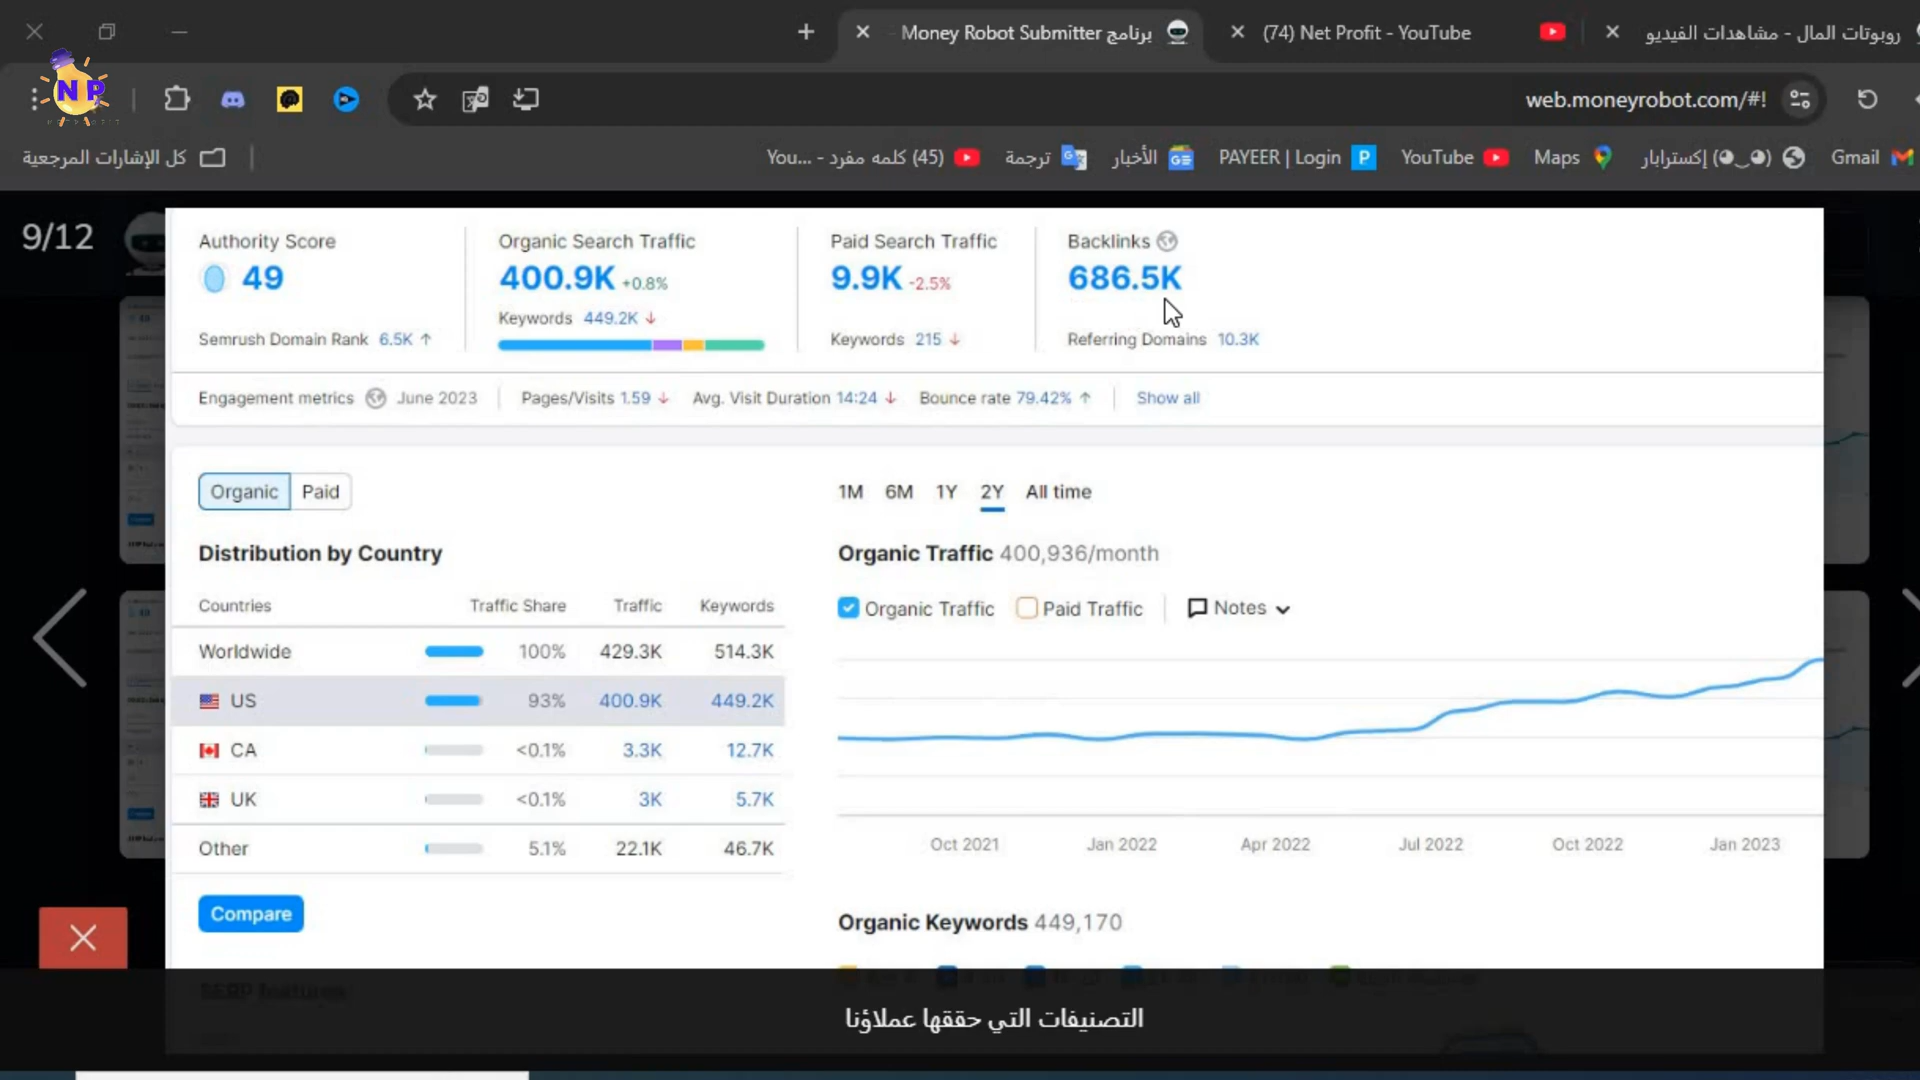 برنامج Money Robot Submitter -
(74) Net Profit - YouTube
روبوتات المال - مشاهدات الفيديو
NP
web.moneyrobot.com/#!
كل الإشارات المرجعية
(45) كلمه مفرد - ...You
ترجمة
الأخبار
PAYEER | Login
YouTube
Maps
إكسترابار (◕‿◕)
Gmail
9/12
Authority Score
49
Semrush Domain Rank 6.5K ↑
Organic Search Traffic
400.9K +0.8%
Keywords 449.2K ↓
Paid Search Traffic
9.9K -2.5%
Keywords 215 ↓
Backlinks
686.5K
Referring Domains 10.3K
Engagement metrics June 2023 Pages/Visits 1.59 ↓ Avg. Visit Duration 14:24 ↓ Bounce rate 79.42% ↑ Show all
Organic Paid
Distribution by Country
Countries Traffic Share Traffic Keywords
Worldwide 100% 429.3K 514.3K
US 93% 400.9K 449.2K
CA <0.1% 3.3K 12.7K
UK <0.1% 3K 5.7K
Other 5.1% 22.1K 46.7K
Compare
SERP features
1M 6M 1Y 2Y All time
Organic Traffic 400,936/month
Organic Traffic Paid Traffic Notes
Oct 2021 Jan 2022 Apr 2022 Jul 2022 Oct 2022 Jan 2023
Organic Keywords 449,170
التصنيفات التي حققها عملاؤنا